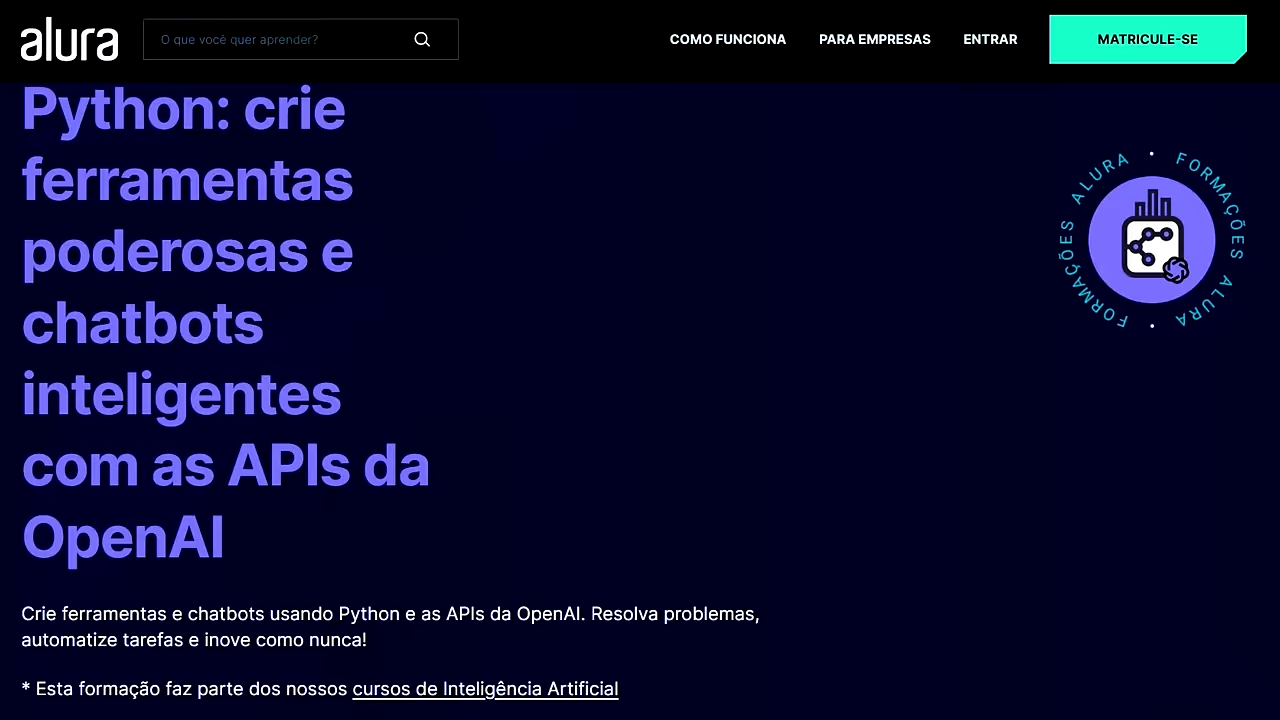 alura
O que você quer aprender?
COMO FUNCIONA
PARA EMPRESAS
ENTRAR
MATRICULE-SE
Python: crie
ferramentas
poderosas e
chatbots
inteligentes
com as APIs da
OpenAI
FORMAÇÕES ALURA • FORMAÇÕES ALURA •
Crie ferramentas e chatbots usando Python e as APIs da OpenAI. Resolva problemas,
automatize tarefas e inove como nunca!
* Esta formação faz parte dos nossos cursos de Inteligência Artificial